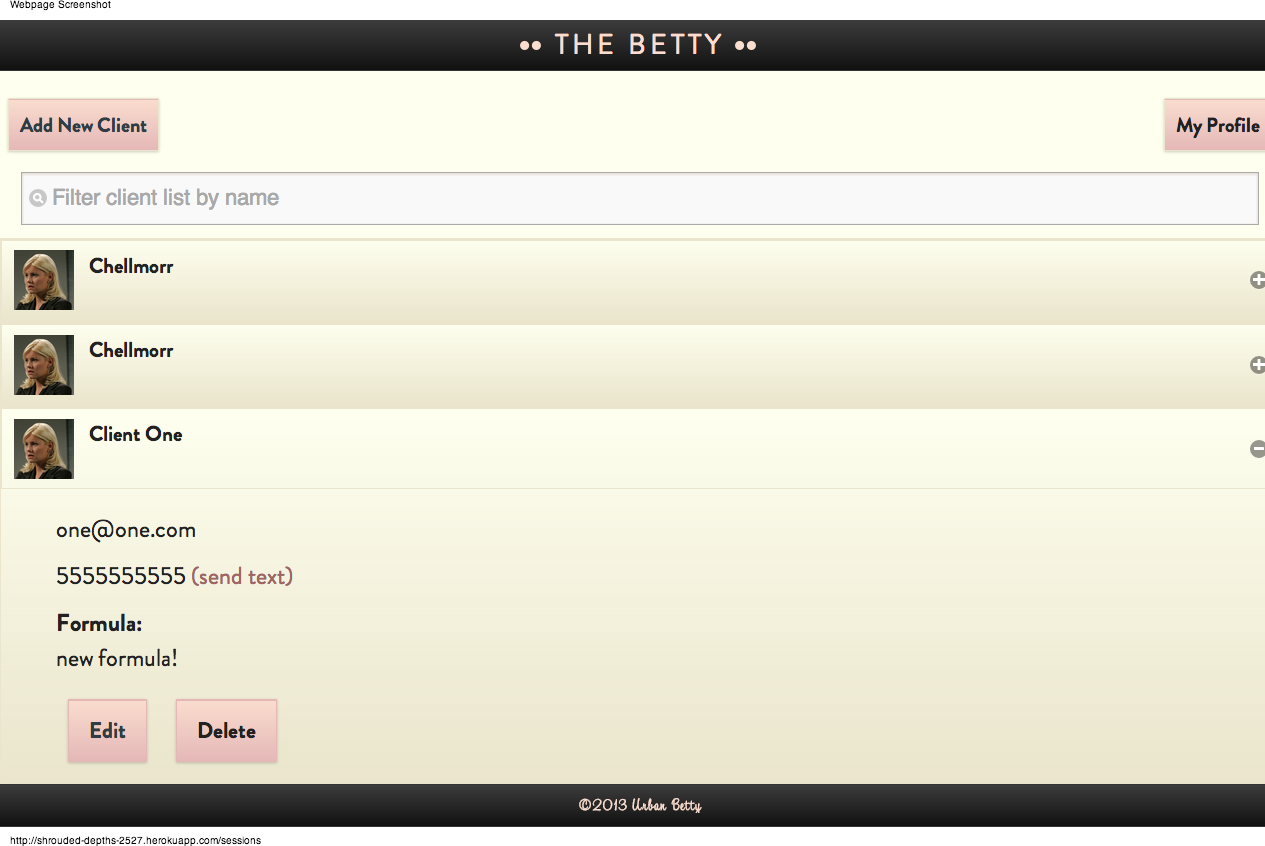 Webpage Screenshot
•• THE BETTY ••
Add New Client
My Profile
Filter client list by name
Chellmorr
Chellmorr
Client One
one@one.com
5555555555 (send text)
Formula:
new formula!
Edit
Delete
©2013 Urban Betty
http://shrouded-depths-2527.herokuapp.com/sessions